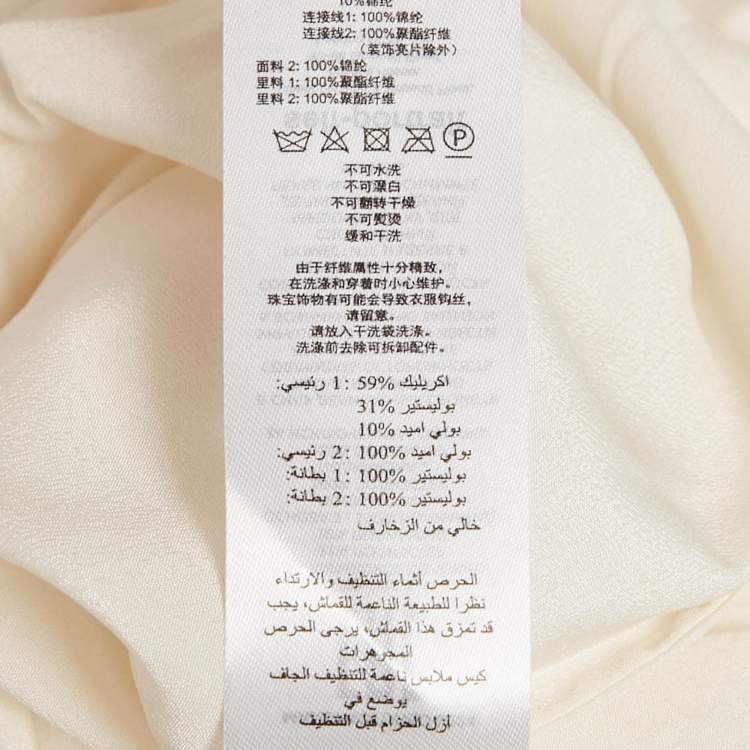 10%锦纶
连接线1: 100%锦纶
连接线2: 100%聚酯纤维
（装饰亮片除外）
面料 2: 100%锦纶
里料 1: 100%聚酯纤维
里料 2: 100%聚酯纤维
P
不可水洗
不可漂白
不可翻转干燥
不可熨烫
缓和干洗
由于纤维属性十分精致，
在洗涤和穿着时小心维护。
珠宝饰物有可能会导致衣服钩丝，
请留意。
请放入干洗袋洗涤。
洗涤前去除可拆卸配件。
اكريليك 59% :1 رئيسي:
بوليستير 31%
بولي اميد 10%
بولي اميد 100% :2 رئيسي:
بوليستير 100% :1 بطانة:
بوليستير 100% :2 بطانة:
خالي من الزخارف
الحرص أثماء التنظيف والارتداء
نظرا للطبيعة الناعمة للقماش، يجب
قد تمزق هذا القماش، يرجى الحرص
المجرهرات
كيس ملابس ناعمة للتنظيف الجاف
يوضع في
أزل الحزام قبل التنظيف